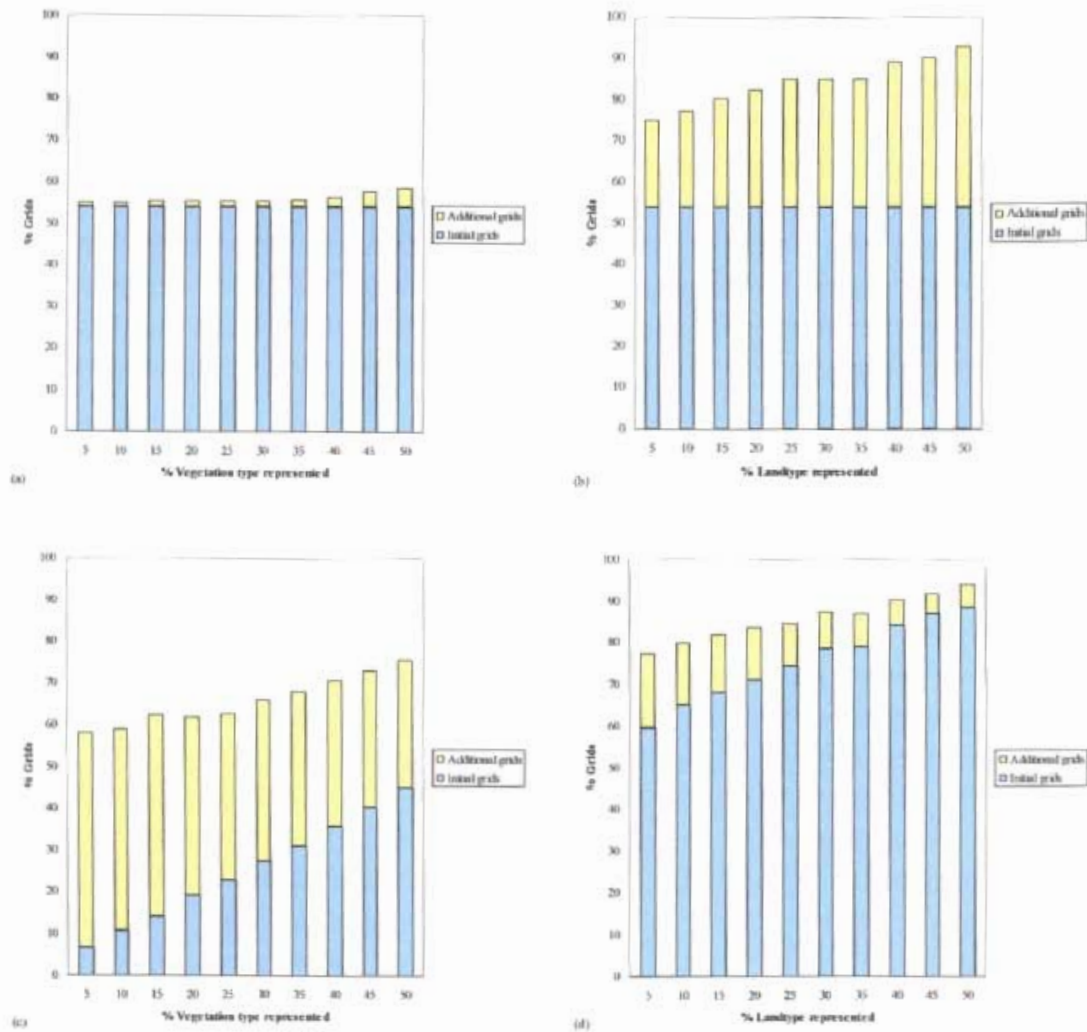 100
90
80
70
60
50
40
30
20
10
0
% Grids
5 10 15 20 25 30 35 40 45 50
% Vegetation type represented
Additional grids
Initial grids
(a)
100
90
80
70
60
50
40
30
20
10
0
% Grids
5 10 15 20 25 30 35 40 45 50
% Landtype represented
Additional grids
Initial grids
(b)
100
90
80
70
60
50
40
30
20
10
0
% Grids
5 10 15 20 25 30 35 40 45 50
% Vegetation type represented
Additional grids
Initial grids
(c)
100
90
80
70
60
50
40
30
20
10
0
% Grids
5 10 15 20 25 30 35 40 45 50
% Landtype represented
Additional grids
Initial grids
(d)